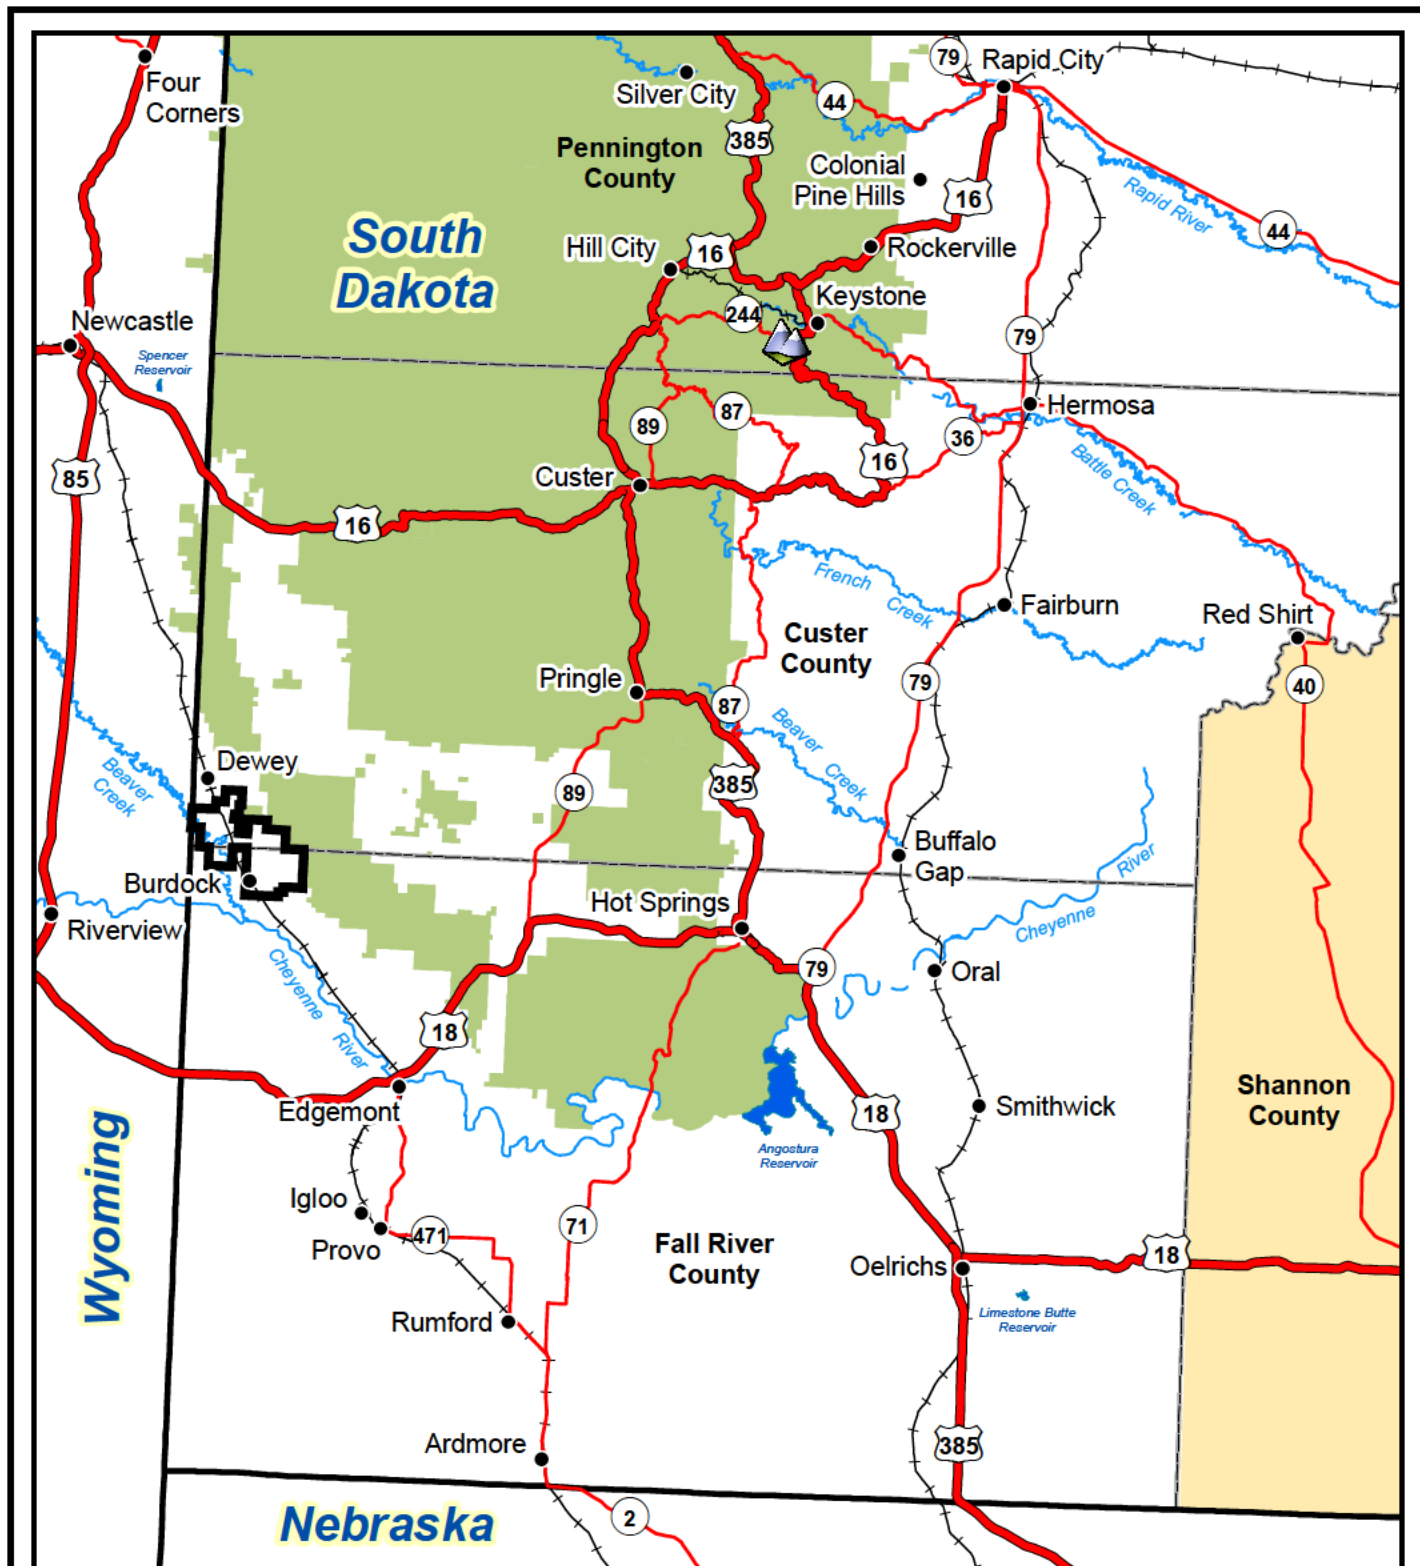 Four
Corners
Silver City
79
Rapid City
44
385
Pennington
County
Colonial
Pine Hills
16
Rapid River
44
South
Dakota
Hill City
16
Rockerville
Keystone
244
79
Newcastle
Spencer
Reservoir
87
89
36
Hermosa
Battle Creek
85
Custer
16
16
French
Creek
Fairburn
Red Shirt
Custer
County
Pringle
79
40
87
Beaver
Creek
Dewey
Beaver
Creek
89
385
Buffalo
Gap
Burdock
River
Hot Springs
Cheyenne
Riverview
Cheyenne
River
79
Oral
18
Edgemont
18
Smithwick
Shannon
County
Angostura
Reservoir
Wyoming
Igloo
Provo
471
71
Fall River
County
Oelrichs
18
Limestone Butte
Reservoir
Rumford
Ardmore
385
Nebraska
2